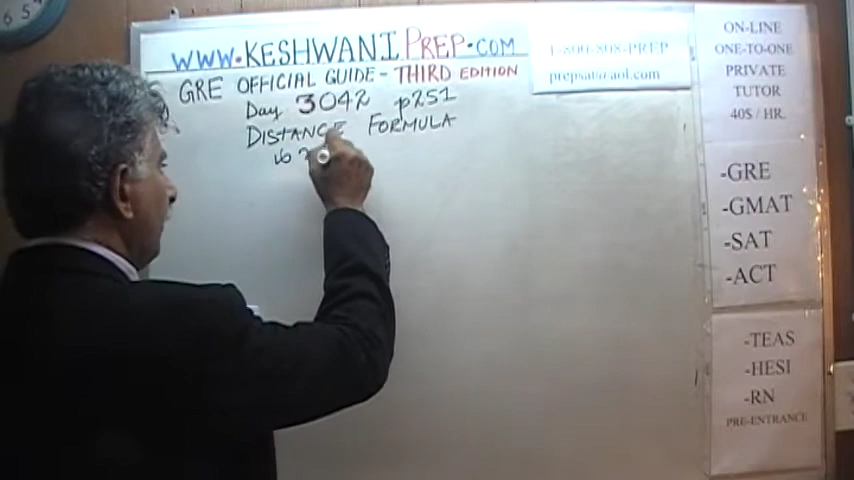 WWW.KESHWANIPREP.COM
GRE OFFICIAL GUIDE - THIRD EDITION
Day 3042 p251
DISTANCE FORMULA
1-800-808-PREP
prepsat@aol.com
ON-LINE
ONE-TO-ONE
PRIVATE
TUTOR
40$ / HR.
-GRE
-GMAT
-SAT
-ACT
-TEAS
-HESI
-RN
PRE-ENTRANCE
6 5